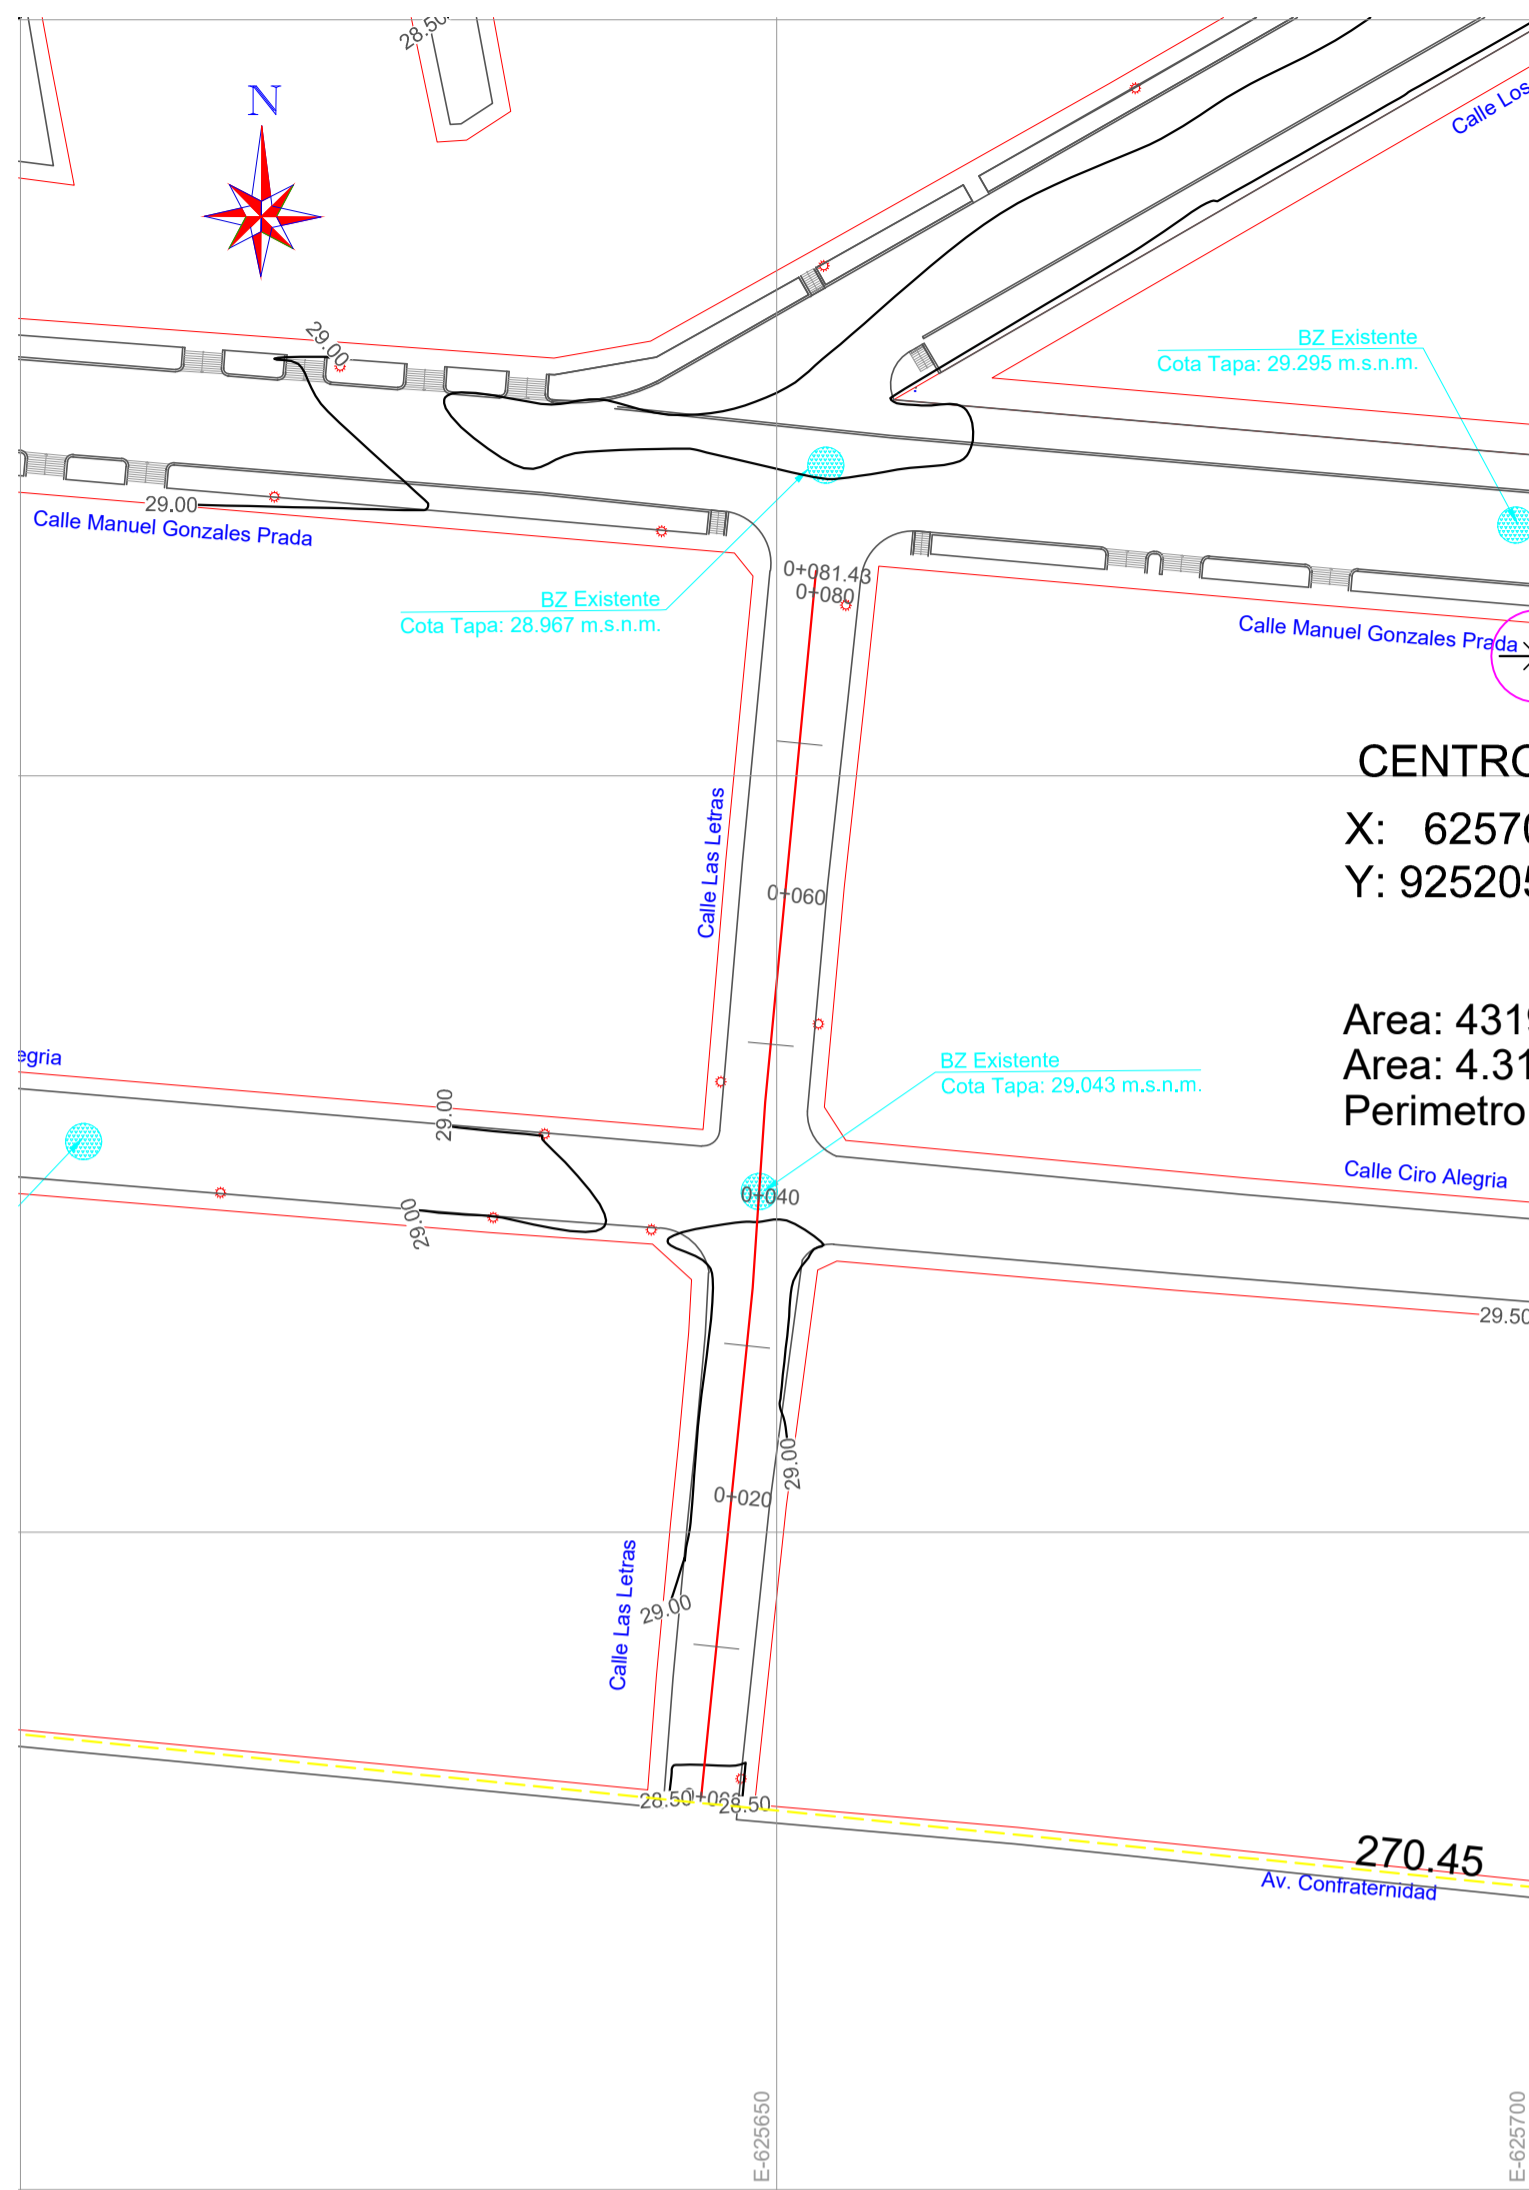 28.50
N
Calle Los
29.00
BZ Existente
Cota Tapa: 29.295 m.s.n.m.
29.00
Calle Manuel Gonzales Prada
0+081.43
0+080
BZ Existente
Cota Tapa: 28.967 m.s.n.m.
Calle Manuel Gonzales Prada
CENTRO
X: 62570
Y: 925205
Calle Las Letras
0+060
Area: 4319
Area: 4.31
Perimetro
egria
BZ Existente
Cota Tapa: 29.043 m.s.n.m.
29.00
Calle Ciro Alegria
0+040
29.00
29.50
29.00
0+020
Calle Las Letras
29.00
28.50
28.50
270.45
Av. Confraternidad
E-625650
E-625700